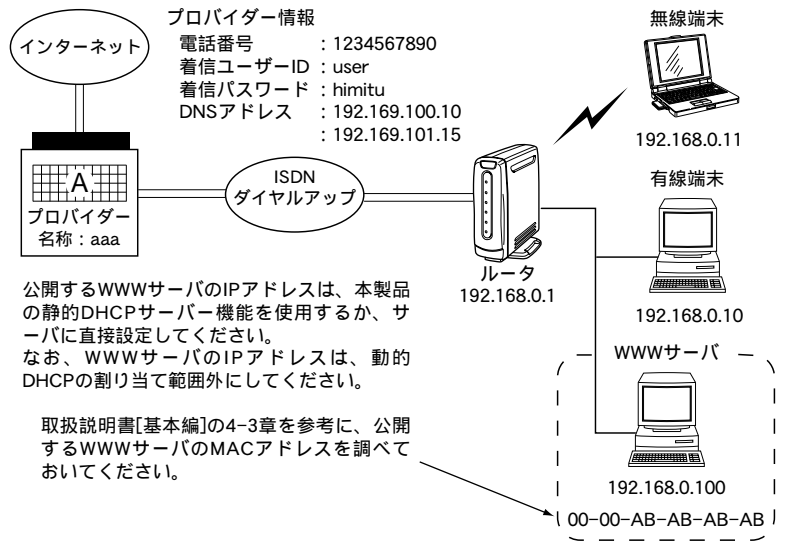 インターネット
プロバイダー情報
電話番号 : 1234567890
着信ユーザーID : user
着信パスワード : himitu
DNSアドレス : 192.169.100.10
: 192.169.101.15
無線端末
192.168.0.11
A
プロバイダー
名称：aaa
ISDN
ダイヤルアップ
ルータ
192.168.0.1
有線端末
192.168.0.10
公開するWWWサーバのIPアドレスは、本製品
の静的DHCPサーバー機能を使用するか、サ
ーバに直接設定してください。
なお、WWWサーバのIPアドレスは、動的
DHCPの割り当て範囲外にしてください。
取扱説明書[基本編]の4-3章を参考に、公開
するWWWサーバのMACアドレスを調べて
おいてください。
WWWサーバ
192.168.0.100
00-00-AB-AB-AB-AB